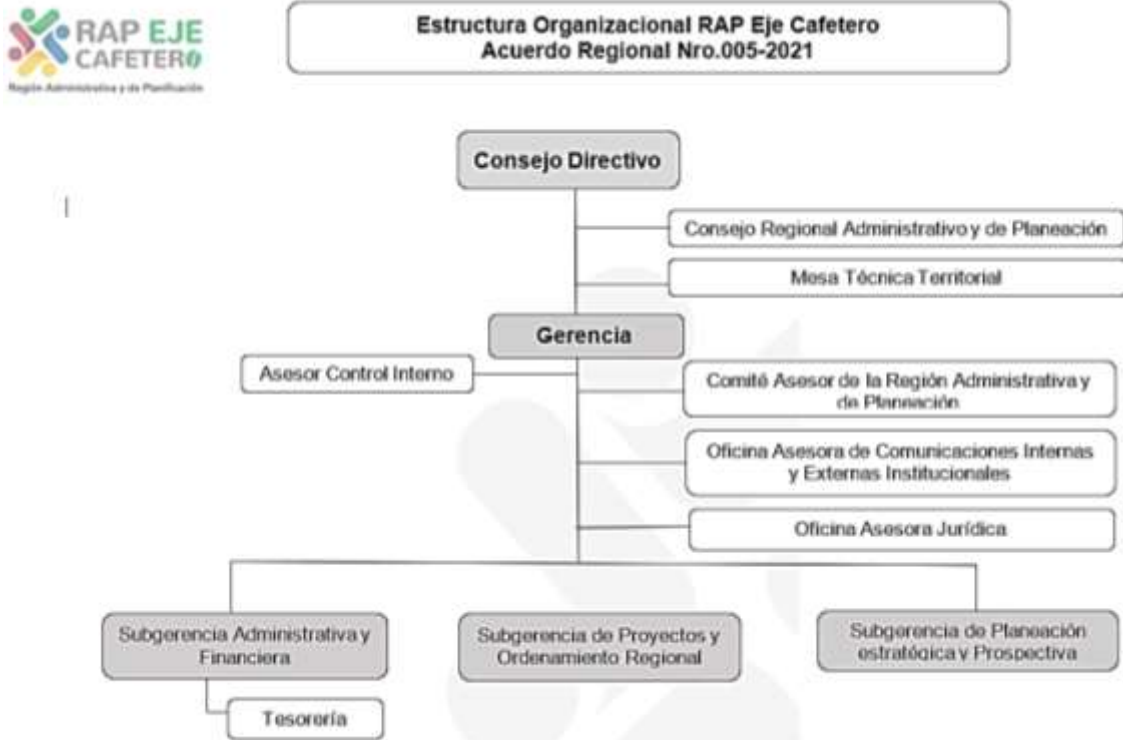 RAP EJE
CAFETERO
Región Administrativa y de Planificación
Estructura Organizacional RAP Eje Cafetero
Acuerdo Regional Nro.005-2021
Consejo Directivo
Consejo Regional Administrativo y de Planeación
Mesa Técnica Territorial
Gerencia
Asesor Control Interno
Comité Asesor de la Región Administrativa y
de Planeación
Oficina Asesora de Comunicaciones Internas
y Externas Institucionales
Oficina Asesora Jurídica
Subgerencia Administrativa y
Financiera
Subgerencia de Proyectos y
Ordenamiento Regional
Subgerencia de Planeación
estratégica y Prospectiva
Tesorería